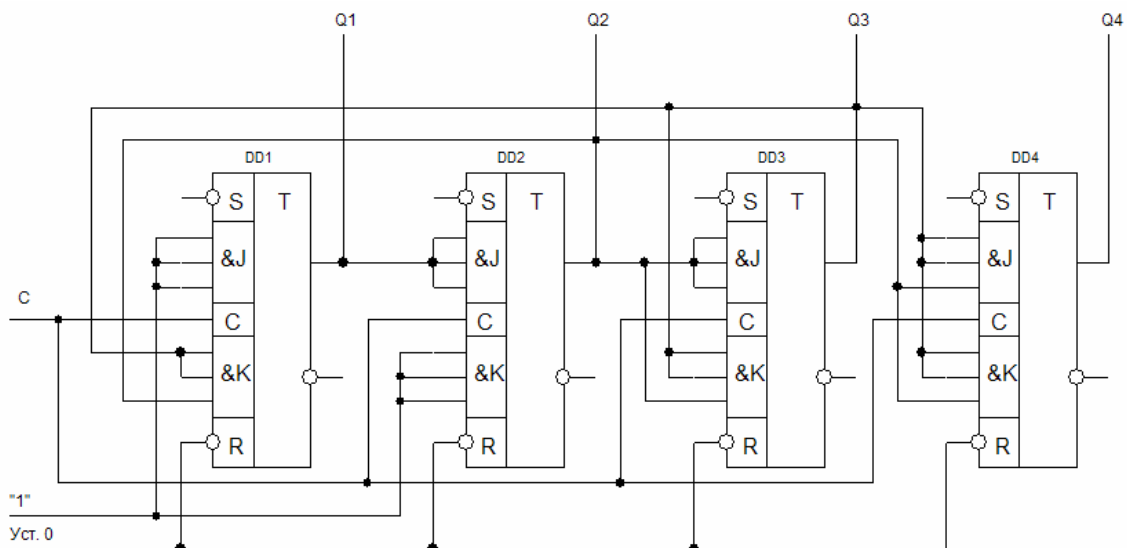 Q1 Q2 Q3 Q4
DD1 DD2 DD3 DD4
S T S T S T S T
&J &J &J &J
C
C C C C
&K &K &K &K
R R R R
"1"
Уст. 0